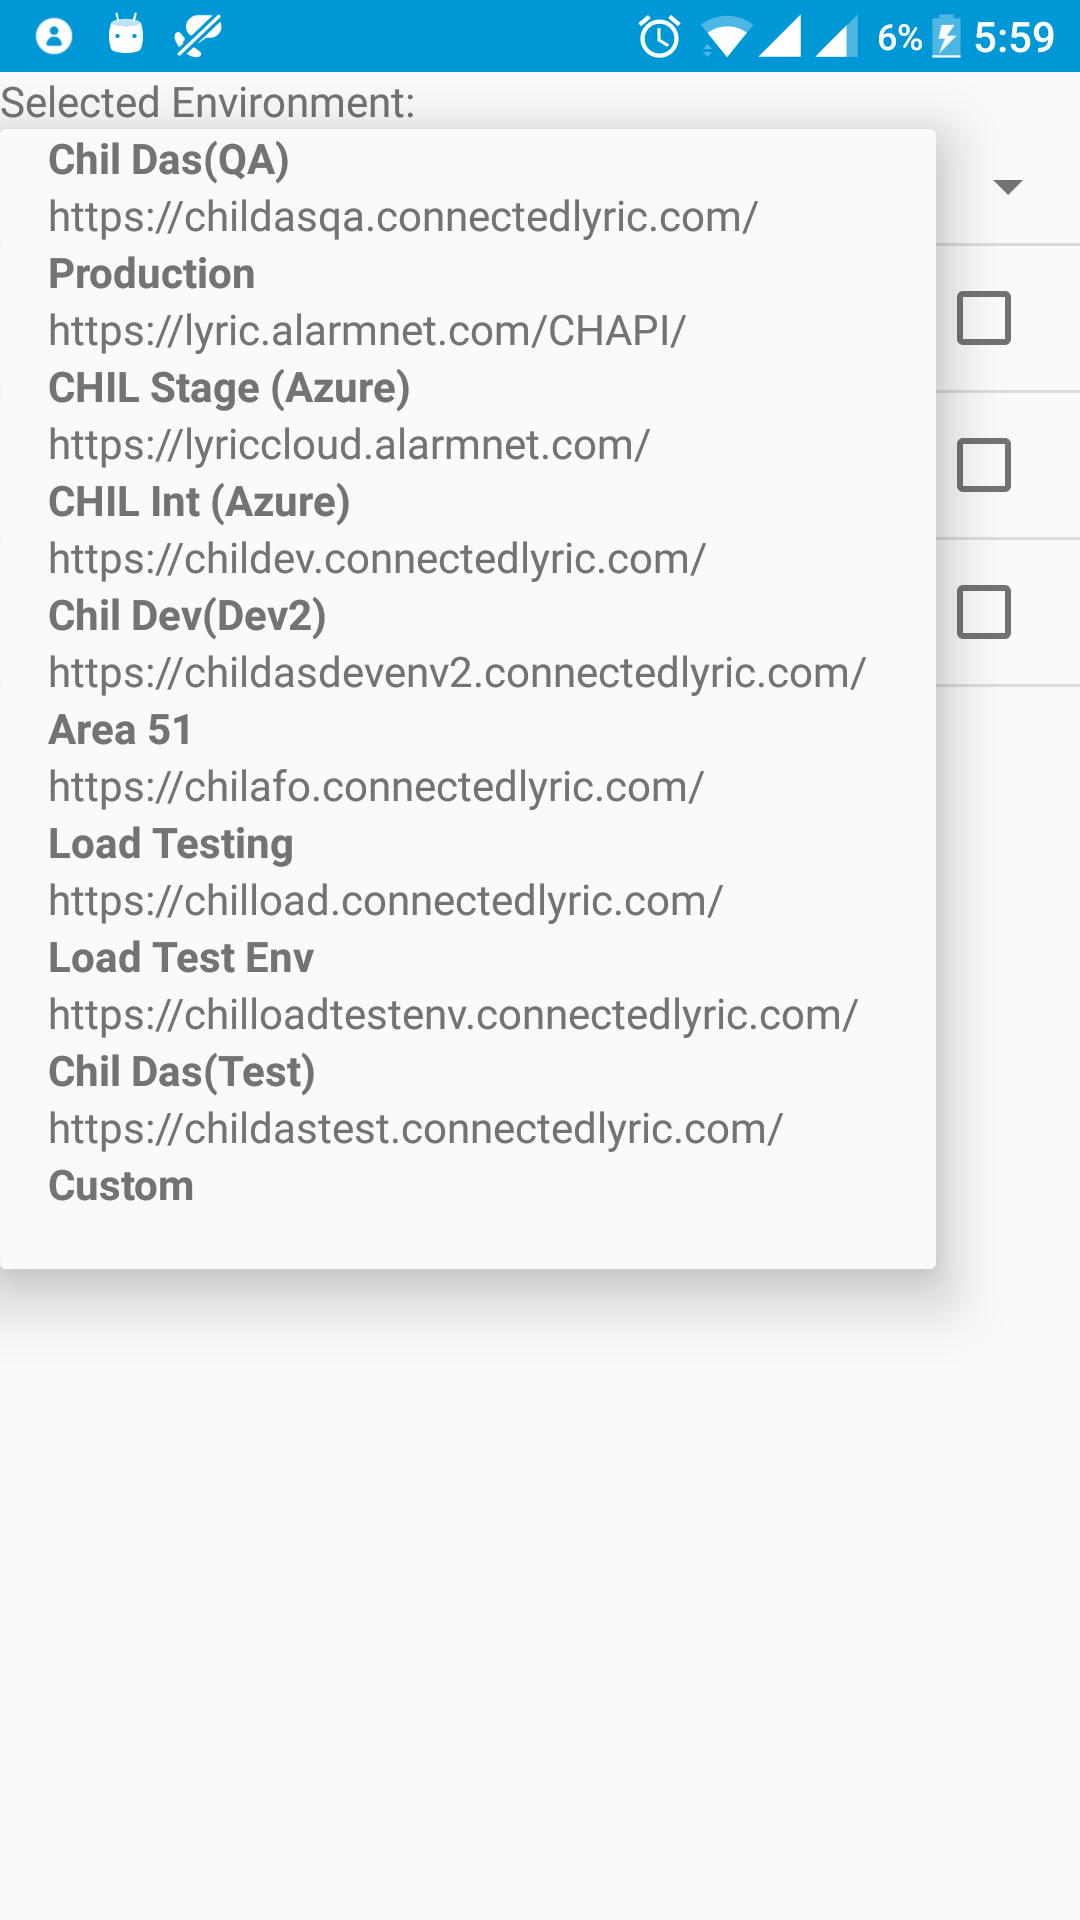 6% 5:59
Selected Environment:
Chil Das(QA)
https://childasqa.connectedlyric.com/
Production
https://lyric.alarmnet.com/CHAPI/
CHIL Stage (Azure)
https://lyriccloud.alarmnet.com/
CHIL Int (Azure)
https://childev.connectedlyric.com/
Chil Dev(Dev2)
https://childasdevenv2.connectedlyric.com/
Area 51
https://chilafo.connectedlyric.com/
Load Testing
https://chilload.connectedlyric.com/
Load Test Env
https://chilloadtestenv.connectedlyric.com/
Chil Das(Test)
https://childastest.connectedlyric.com/
Custom